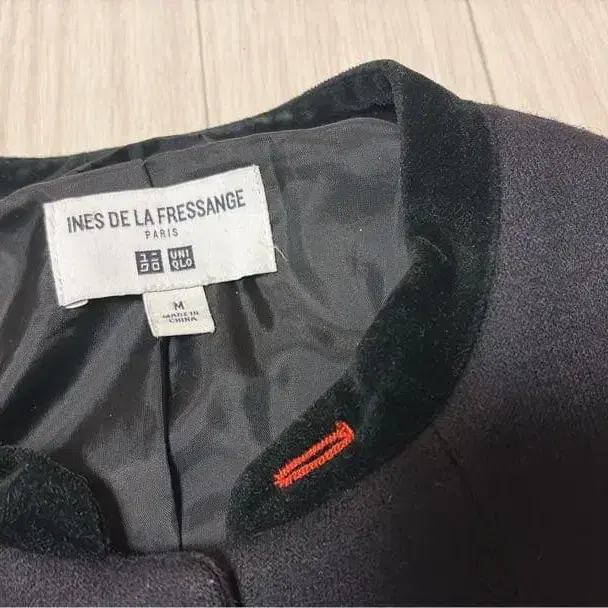 INES DE LA FRESSANGE
PARIS
ユニ UNI
クロ QLO
M
MADE IN
CHINA